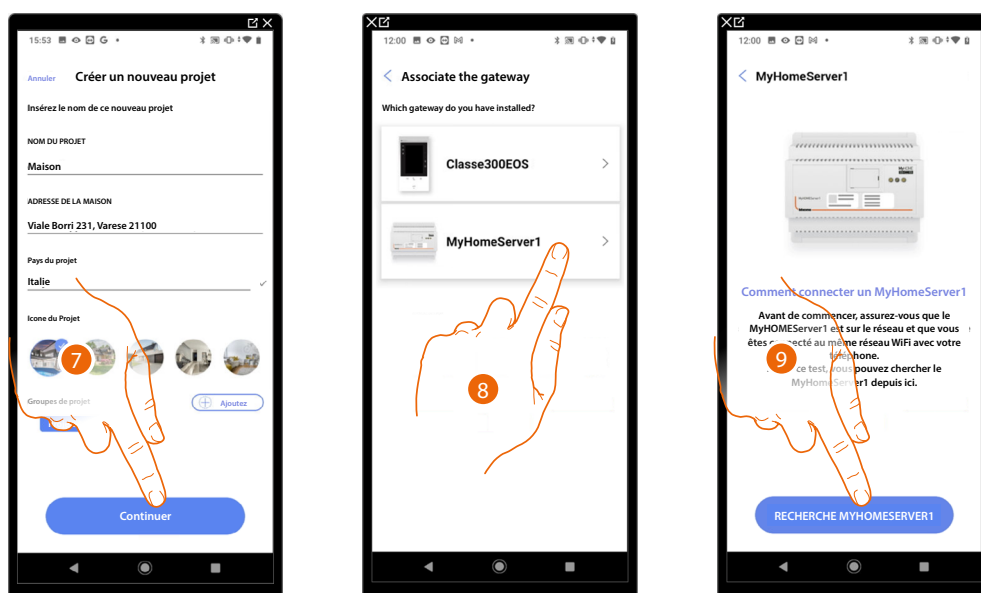 15:53
Annuler Créer un nouveau projet
Insérez le nom de ce nouveau projet
NOM DU PROJET
Maison
ADRESSE DE LA MAISON
Viale Borri 231, Varese 21100
Pays du projet
Italie
Icone du Projet
7
Groupes de projet
Ajoutez
Continuer
12:00
Associate the gateway
Which gateway do you have installed?
Classe300EOS
MyHomeServer1
8
12:00
MyHomeServer1
Comment connecter un MyHomeServer1
Avant de commencer, assurez-vous que le
MyHOMEServer1 est sur le réseau et que vous
êtes connecté au même réseau WiFi avec votre
téléphone.
ce test, vous pouvez chercher le
MyHomeServer1 depuis ici.
9
RECHERCHE MYHOMESERVER1